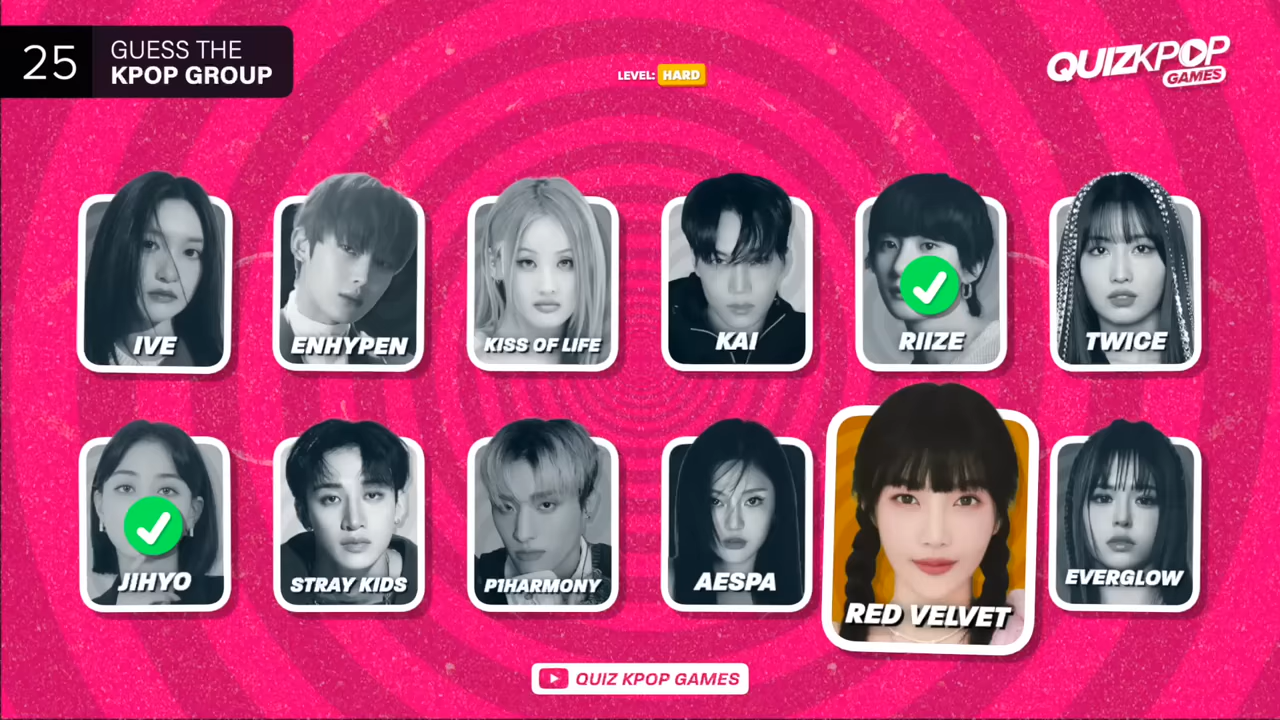 25
GUESS THE
KPOP GROUP
LEVEL: HARD
QUIZKPOP
GAMES
IVE
ENHYPEN
KISS OF LIFE
KAI
RIIZE
TWICE
JIHYO
STRAY KIDS
P1HARMONY
AESPA
RED VELVET
EVERGLOW
QUIZ KPOP GAMES